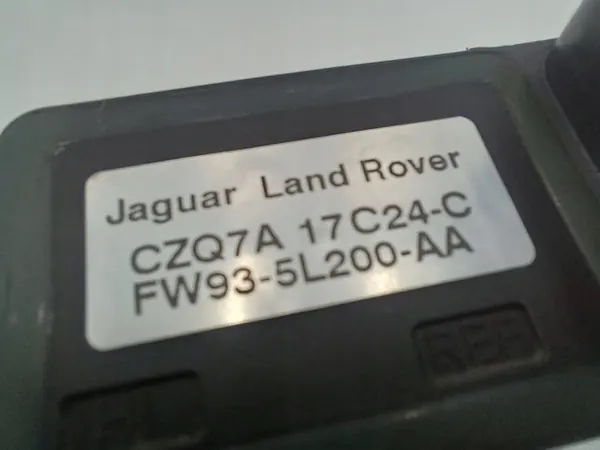 Jaguar Land Rover
CZQ7A 17C24-C
FW93-5L200-AA